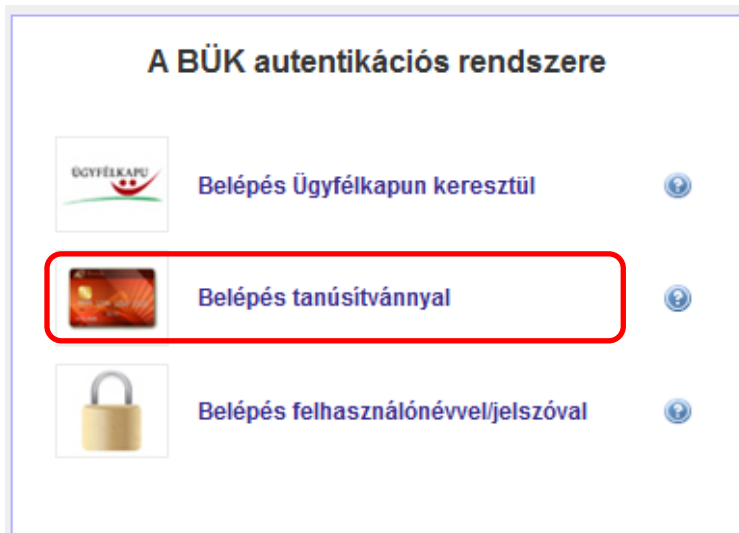 A BÜK autentikációs rendszere
ÜGYFÉLKAPU
Belépés Ügyfélkapun keresztül
Belépés tanúsítvánnyal
Belépés felhasználónévvel/jelszóval